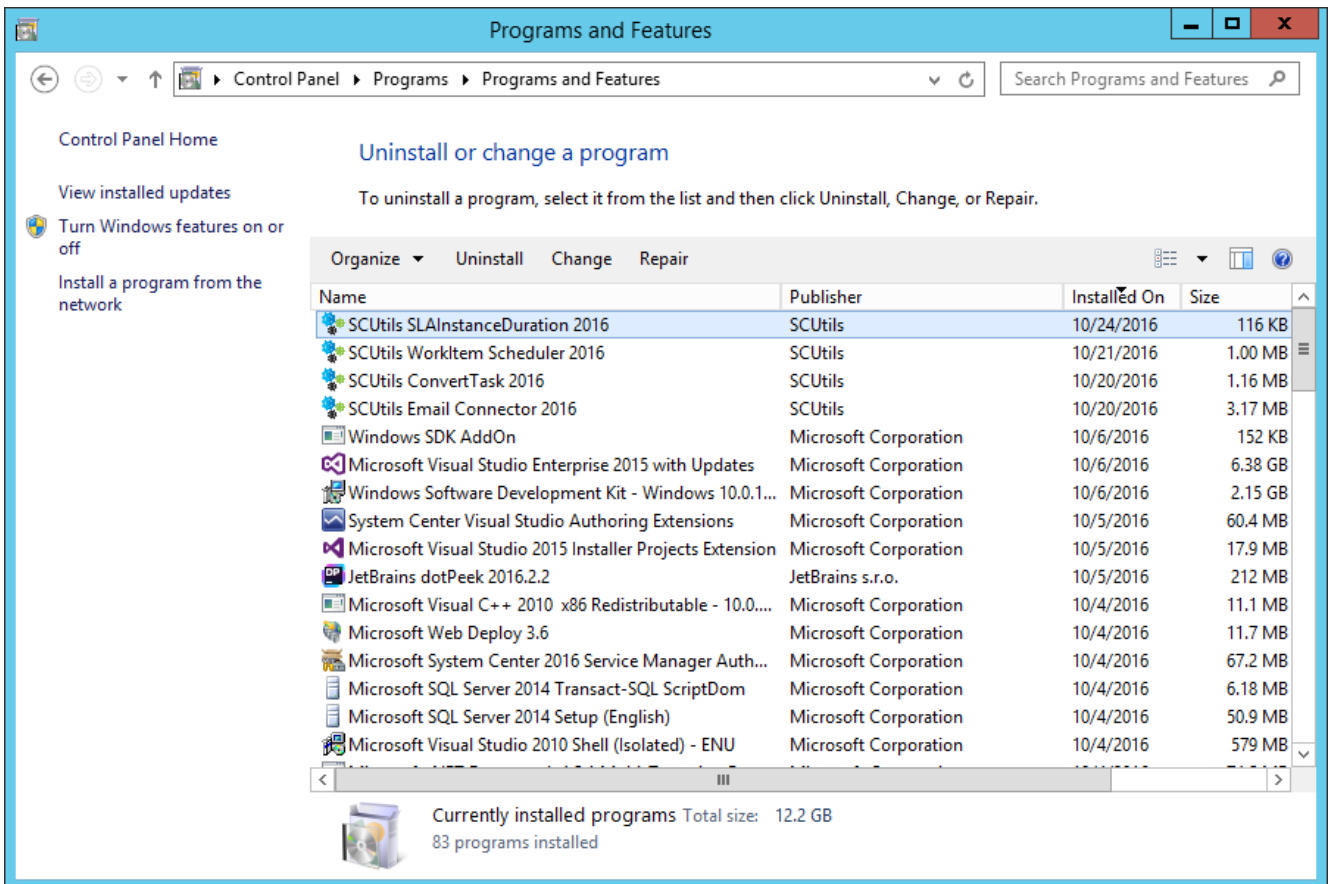 Programs and Features
Control Panel Programs Programs and Features
Search Programs and Features
Control Panel Home
View installed updates
Turn Windows features on or
off
Install a program from the
network
Uninstall or change a program
To uninstall a program, select it from the list and then click Uninstall, Change, or Repair.
Organize Uninstall Change Repair
Name Publisher Installed On Size
SCUtils SLAInstanceDuration 2016 SCUtils 10/24/2016 116 KB
SCUtils WorkItem Scheduler 2016 SCUtils 10/21/2016 1.00 MB
SCUtils ConvertTask 2016 SCUtils 10/20/2016 1.16 MB
SCUtils Email Connector 2016 SCUtils 10/20/2016 3.17 MB
Windows SDK AddOn Microsoft Corporation 10/6/2016 152 KB
Microsoft Visual Studio Enterprise 2015 with Updates Microsoft Corporation 10/6/2016 6.38 GB
Windows Software Development Kit - Windows 10.0.1... Microsoft Corporation 10/6/2016 2.15 GB
System Center Visual Studio Authoring Extensions Microsoft Corporation 10/5/2016 60.4 MB
Microsoft Visual Studio 2015 Installer Projects Extension Microsoft Corporation 10/5/2016 17.9 MB
JetBrains dotPeek 2016.2.2 JetBrains s.r.o. 10/5/2016 212 MB
Microsoft Visual C++ 2010 x86 Redistributable - 10.0.... Microsoft Corporation 10/4/2016 11.1 MB
Microsoft Web Deploy 3.6 Microsoft Corporation 10/4/2016 11.7 MB
Microsoft System Center 2016 Service Manager Auth... Microsoft Corporation 10/4/2016 67.2 MB
Microsoft SQL Server 2014 Transact-SQL ScriptDom Microsoft Corporation 10/4/2016 6.18 MB
Microsoft SQL Server 2014 Setup (English) Microsoft Corporation 10/4/2016 50.9 MB
Microsoft Visual Studio 2010 Shell (Isolated) - ENU Microsoft Corporation 10/4/2016 579 MB
Currently installed programs Total size: 12.2 GB
83 programs installed